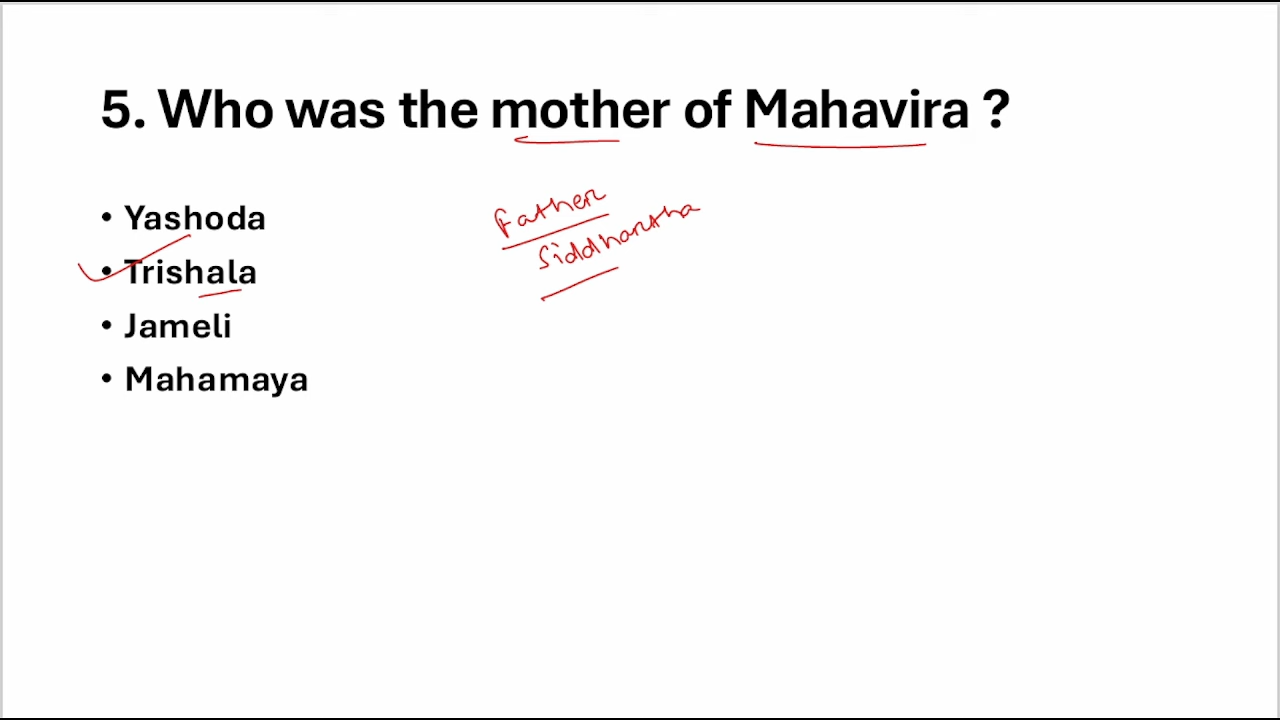 5. Who was the mother of Mahavira ?
• Yashoda
• Trishala
• Jameli
• Mahamaya
Father
Siddhartha